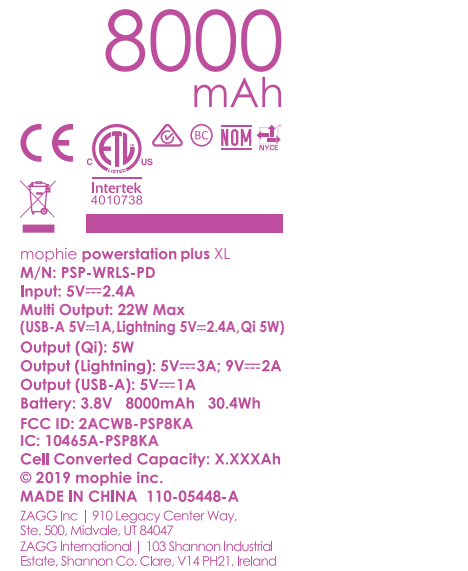 8000
mAh
CE
C ETL US
LISTED
BC
NOM
NYCE
Intertek
4010738
mophie powerstation plus XL
M/N: PSP-WRLS-PD
Input: 5V⎓2.4A
Multi Output: 22W Max
(USB-A 5V⎓1A,Lightning 5V⎓2.4A,Qi 5W)
Output (Qi): 5W
Output (Lightning): 5V⎓3A; 9V⎓2A
Output (USB-A): 5V⎓1A
Battery: 3.8V 8000mAh 30.4Wh
FCC ID: 2ACWB-PSP8KA
IC: 10465A-PSP8KA
Cell Converted Capacity: X.XXXAh
© 2019 mophie inc.
MADE IN CHINA 110-05448-A
ZAGG Inc | 910 Legacy Center Way,
Ste. 500, Midvale, UT 84047
ZAGG International | 103 Shannon Industrial
Estate, Shannon Co. Clare, V14 PH21, Ireland